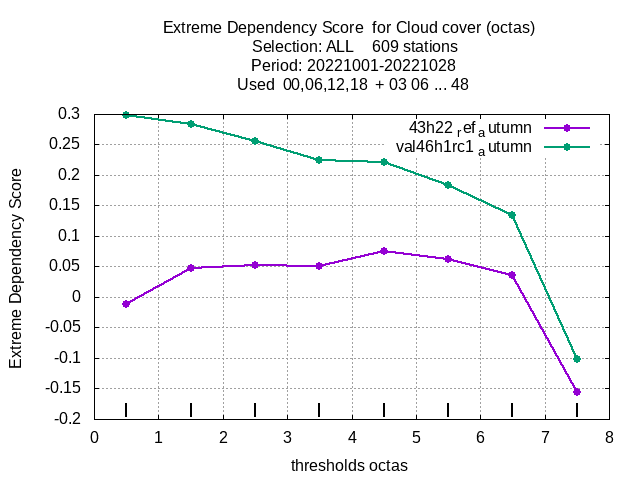 Extreme Dependency Score for Cloud cover (octas)
Selection: ALL 609 stations
Period: 20221001-20221028
Used 00,06,12,18 + 03 06 ... 48
43h22 refa utumn
val46h1rc1 a utumn
Extreme Dependency Score
0.3
0.25
0.2
0.15
0.1
0.05
0
-0.05
-0.1
-0.15
-0.2
0 1 2 3 4 5 6 7 8
thresholds octas